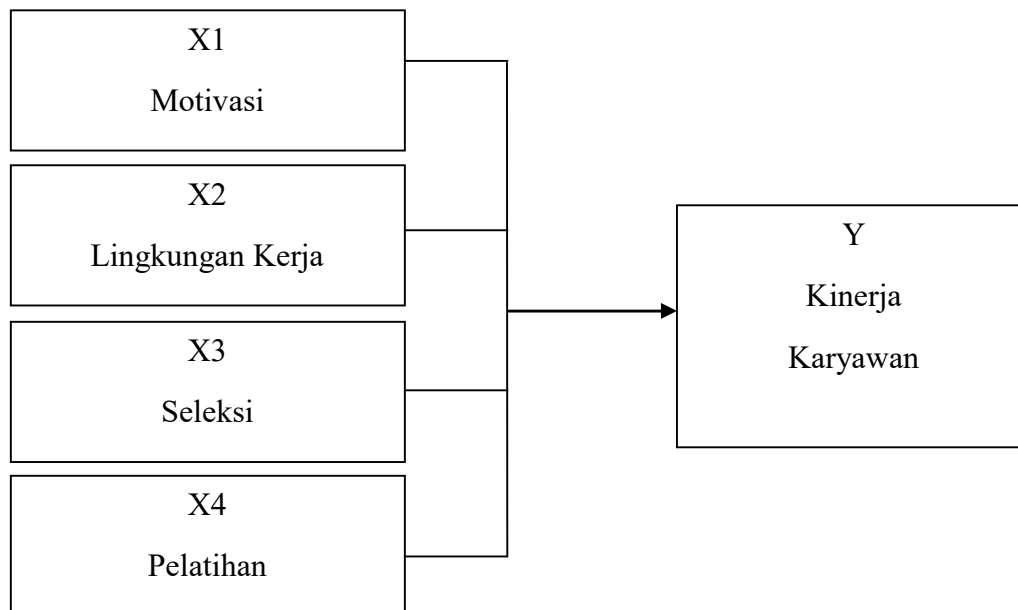 X1
Motivasi
X2
Lingkungan Kerja
X3
Seleksi
X4
Pelatihan
Y
Kinerja
Karyawan